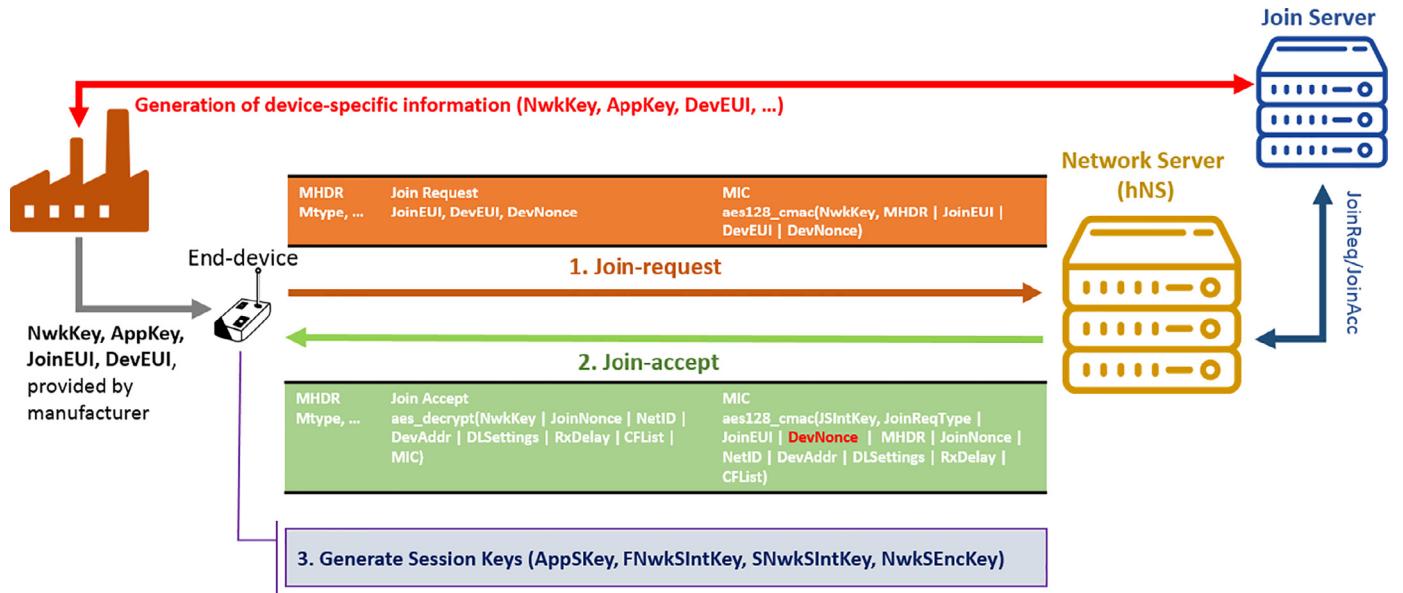 Join Server
Generation of device-specific information (NwkKey, AppKey, DevEUI, ...)
Network Server
(hNS)
JoinReq/JoinAcc
MHDR
Mtype, ...
Join Request
JoinEUI, DevEUI, DevNonce
MIC
aes128_cmac(NwkKey, MHDR | JoinEUI |
DevEUI | DevNonce)
End-device
1. Join-request
NwkKey, AppKey,
JoinEUI, DevEUI,
provided by
manufacturer
2. Join-accept
MHDR
Mtype, ...
Join Accept
aes_decrypt(NwkKey | JoinNonce | NetID |
DevAddr | DLSettings | RxDelay | CFList |
MIC)
MIC
aes128_cmac(JSIntKey, JoinReqType |
JoinEUI | DevNonce | MHDR | JoinNonce |
NetID | DevAddr | DLSettings | RxDelay |
CFList)
3. Generate Session Keys (AppSKey, FNwkSIntKey, SNwkSIntKey, NwkSEncKey)